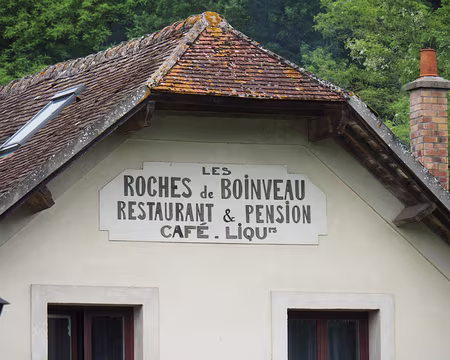 LES
ROCHES de BOINVEAU
RESTAURANT & PENSION
CAFÉ. LIQUrs